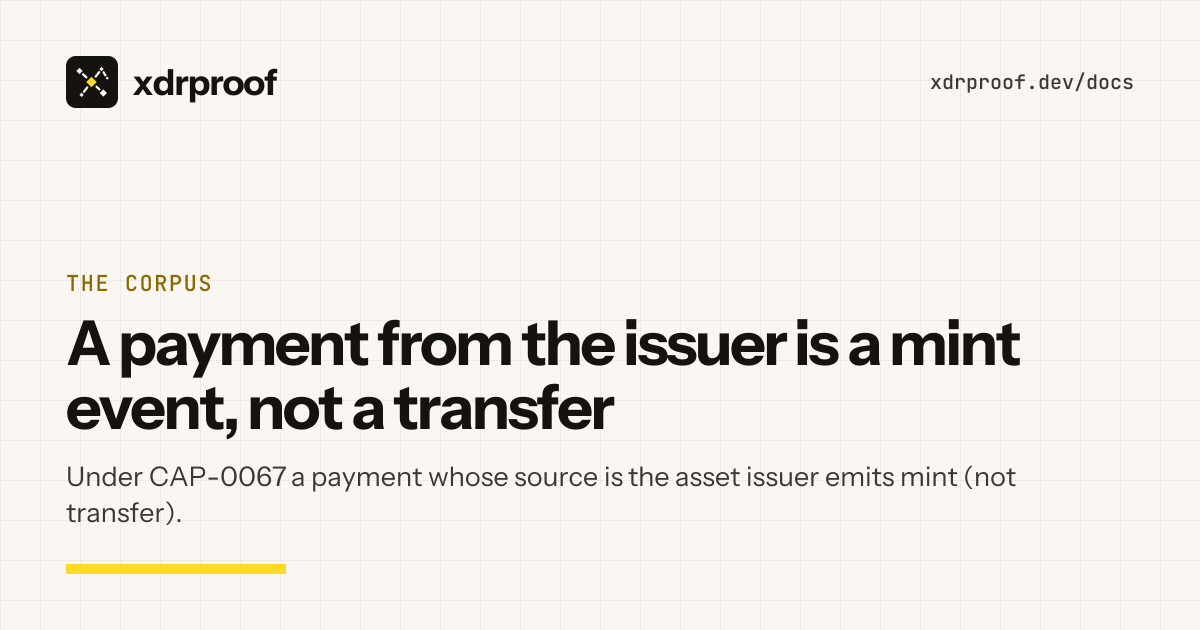 xdrproof
xdrproof.dev/docs
THE CORPUS
A payment from the issuer is a mint
event, not a transfer
Under CAP-0067 a payment whose source is the asset issuer emits mint (not
transfer).